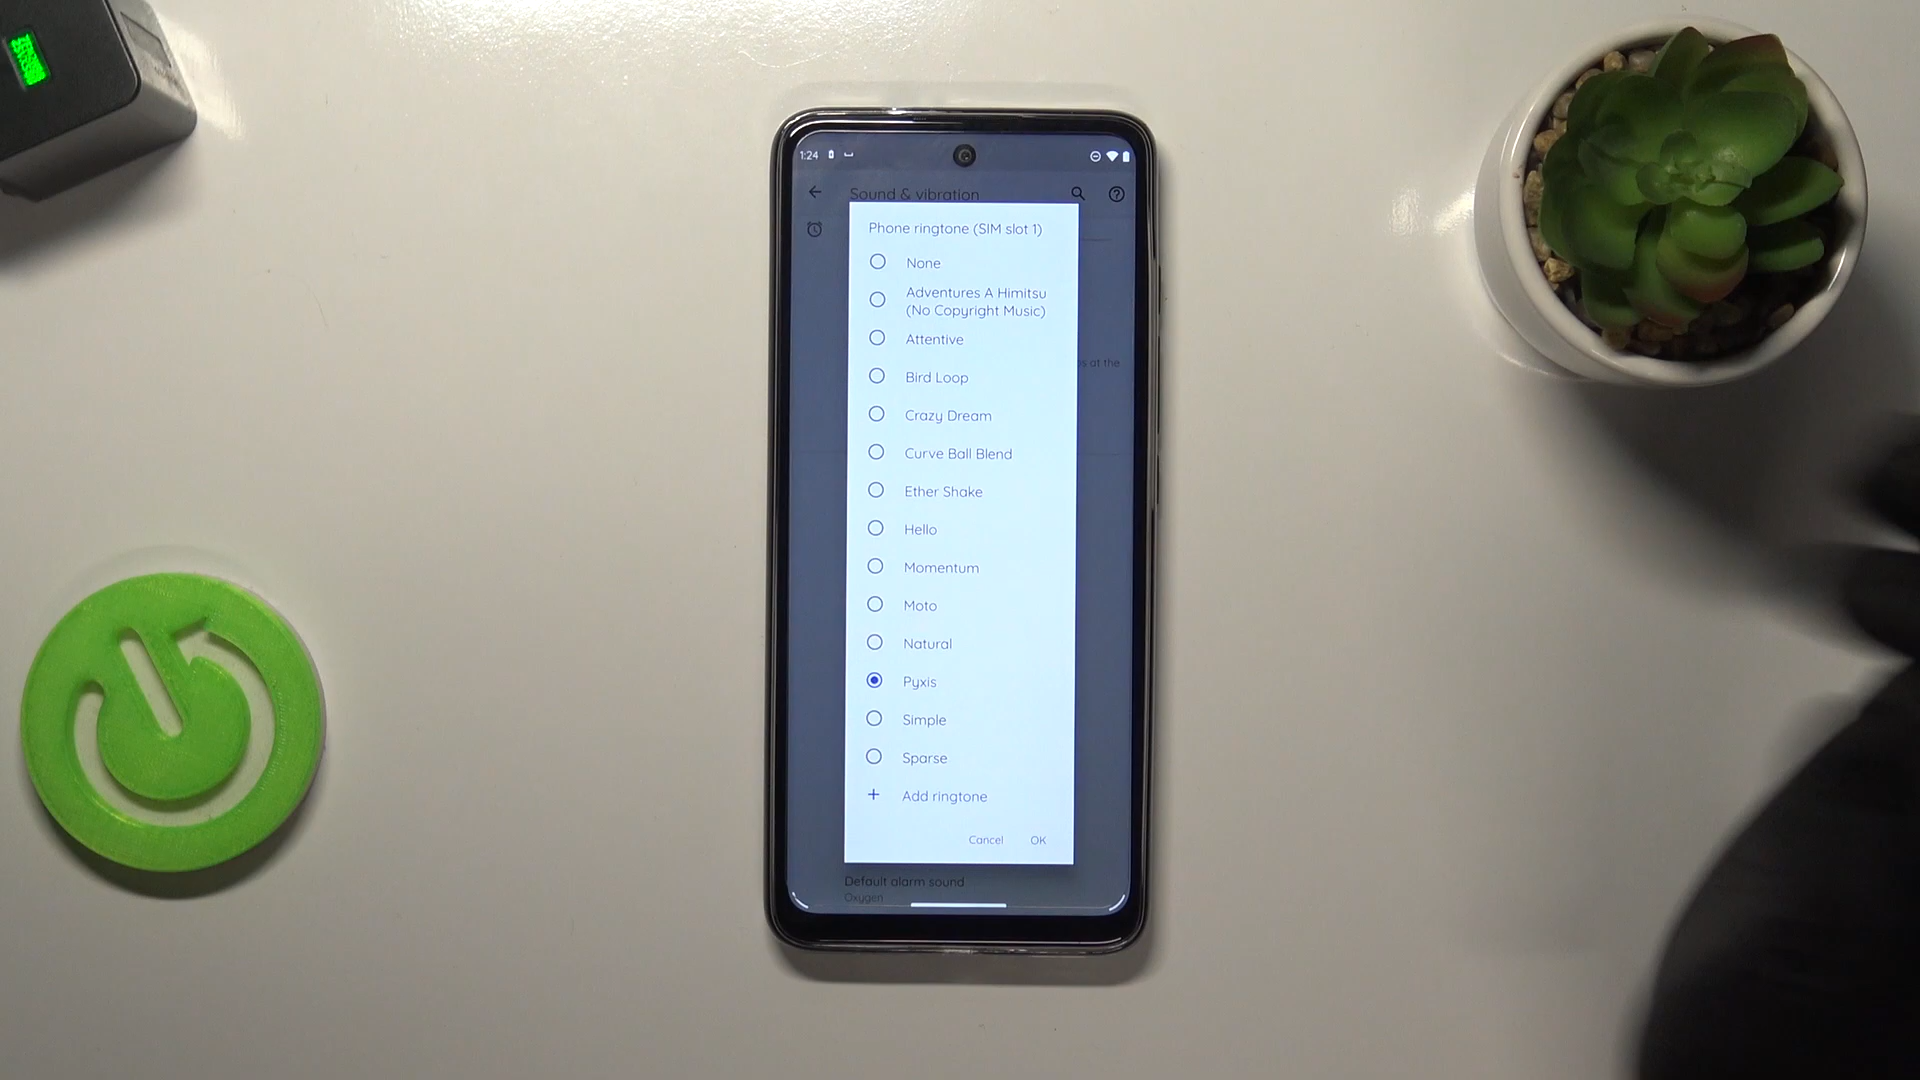 1:24
Sound & vibration
Phone ringtone (SIM slot 1)
None
Adventures A Himitsu
(No Copyright Music)
Attentive
at the
Bird Loop
Crazy Dream
Curve Ball Blend
Ether Shake
Hello
Momentum
Moto
Natural
Pyxis
Simple
Sparse
+ Add ringtone
Cancel OK
Default alarm sound
Oxygen